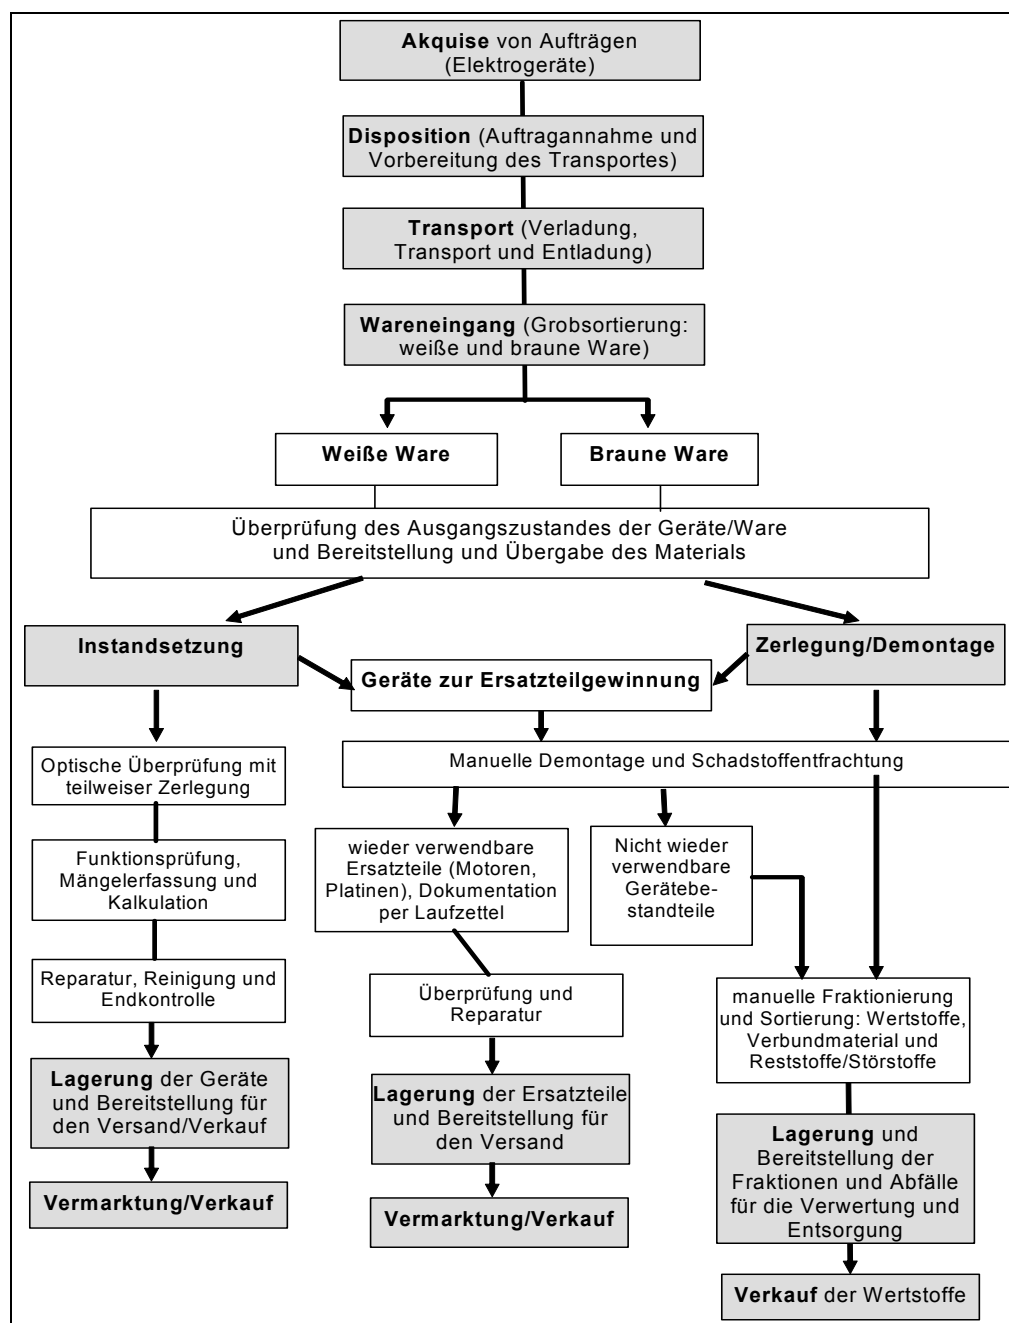 Akquise von Aufträgen
(Elektrogeräte)
Disposition (Auftragannahme und
Vorbereitung des Transportes)
Transport (Verladung,
Transport und Entladung)
Wareneingang (Grobsortierung:
weiße und braune Ware)
Weiße Ware
Braune Ware
Überprüfung des Ausgangszustandes der Geräte/Ware
und Bereitstellung und Übergabe des Materials
Instandsetzung
Zerlegung/Demontage
Geräte zur Ersatzteilgewinnung
Optische Überprüfung mit
teilweiser Zerlegung
Manuelle Demontage und Schadstoffentfrachtung
Funktionsprüfung,
Mängelerfassung und
Kalkulation
wieder verwendbare
Ersatzteile (Motoren,
Platinen), Dokumentation
per Laufzettel
Nicht wieder
verwendbare
Gerätebe-
standteile
Reparatur, Reinigung und
Endkontrolle
Überprüfung und
Reparatur
manuelle Fraktionierung
und Sortierung: Wertstoffe,
Verbundmaterial und
Reststoffe/Störstoffe
Lagerung der Geräte
und Bereitstellung für
den Versand/Verkauf
Lagerung der Ersatzteile
und Bereitstellung für
den Versand
Lagerung und
Bereitstellung der
Fraktionen und Abfälle
für die Verwertung und
Entsorgung
Vermarktung/Verkauf
Vermarktung/Verkauf
Verkauf der Wertstoffe